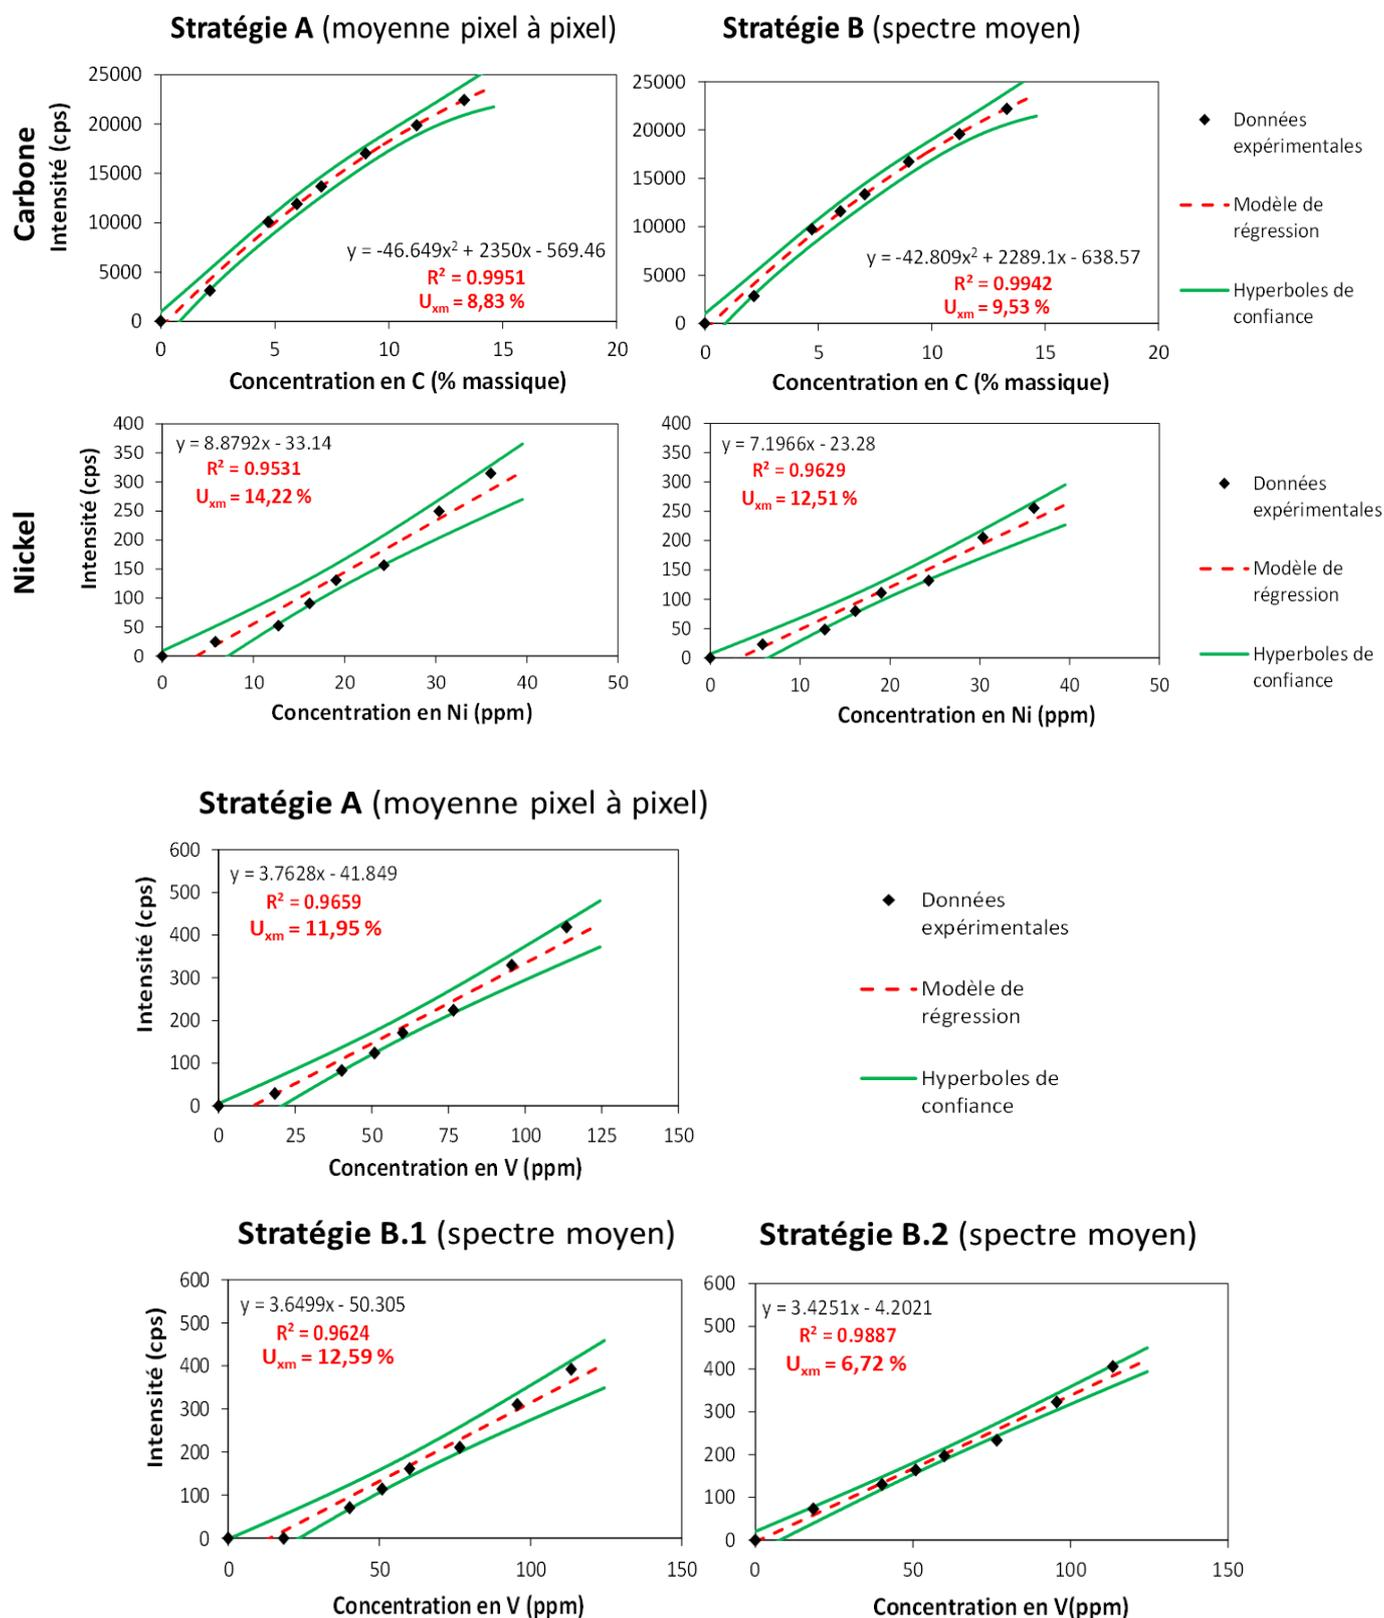 Stratégie A (moyenne pixel à pixel)
Stratégie B (spectre moyen)
Carbone
Intensité (cps)
25000
20000
15000
10000
5000
0
y = -46.649x² + 2350x - 569.46
R² = 0.9951
Uxm = 8,83 %
0 5 10 15 20
Concentration en C (% massique)
25000
20000
15000
10000
5000
0
y = -42.809x² + 2289.1x - 638.57
R² = 0.9942
Uxm = 9,53 %
0 5 10 15 20
Concentration en C (% massique)
Données
expérimentales
Modèle de
régression
Hyperboles de
confiance
Nickel
Intensité (cps)
400
350
300
250
200
150
100
50
0
y = 8.8792x - 33.14
R² = 0.9531
Uxm = 14,22 %
0 10 20 30 40 50
Concentration en Ni (ppm)
400
350
300
250
200
150
100
50
0
y = 7.1966x - 23.28
R² = 0.9629
Uxm = 12,51 %
0 10 20 30 40 50
Concentration en Ni (ppm)
Données
expérimentales
Modèle de
régression
Hyperboles de
confiance
Stratégie A (moyenne pixel à pixel)
Intensité (cps)
600
500
400
300
200
100
0
y = 3.7628x - 41.849
R² = 0.9659
Uxm = 11,95 %
0 25 50 75 100 125 150
Concentration en V (ppm)
Données
expérimentales
Modèle de
régression
Hyperboles de
confiance
Stratégie B.1 (spectre moyen)
Stratégie B.2 (spectre moyen)
Intensité (cps)
600
500
400
300
200
100
0
y = 3.6499x - 50.305
R² = 0.9624
Uxm = 12,59 %
0 50 100 150
Concentration en V (ppm)
600
500
400
300
200
100
0
y = 3.4251x - 4.2021
R² = 0.9887
Uxm = 6,72 %
0 50 100 150
Concentration en V(ppm)